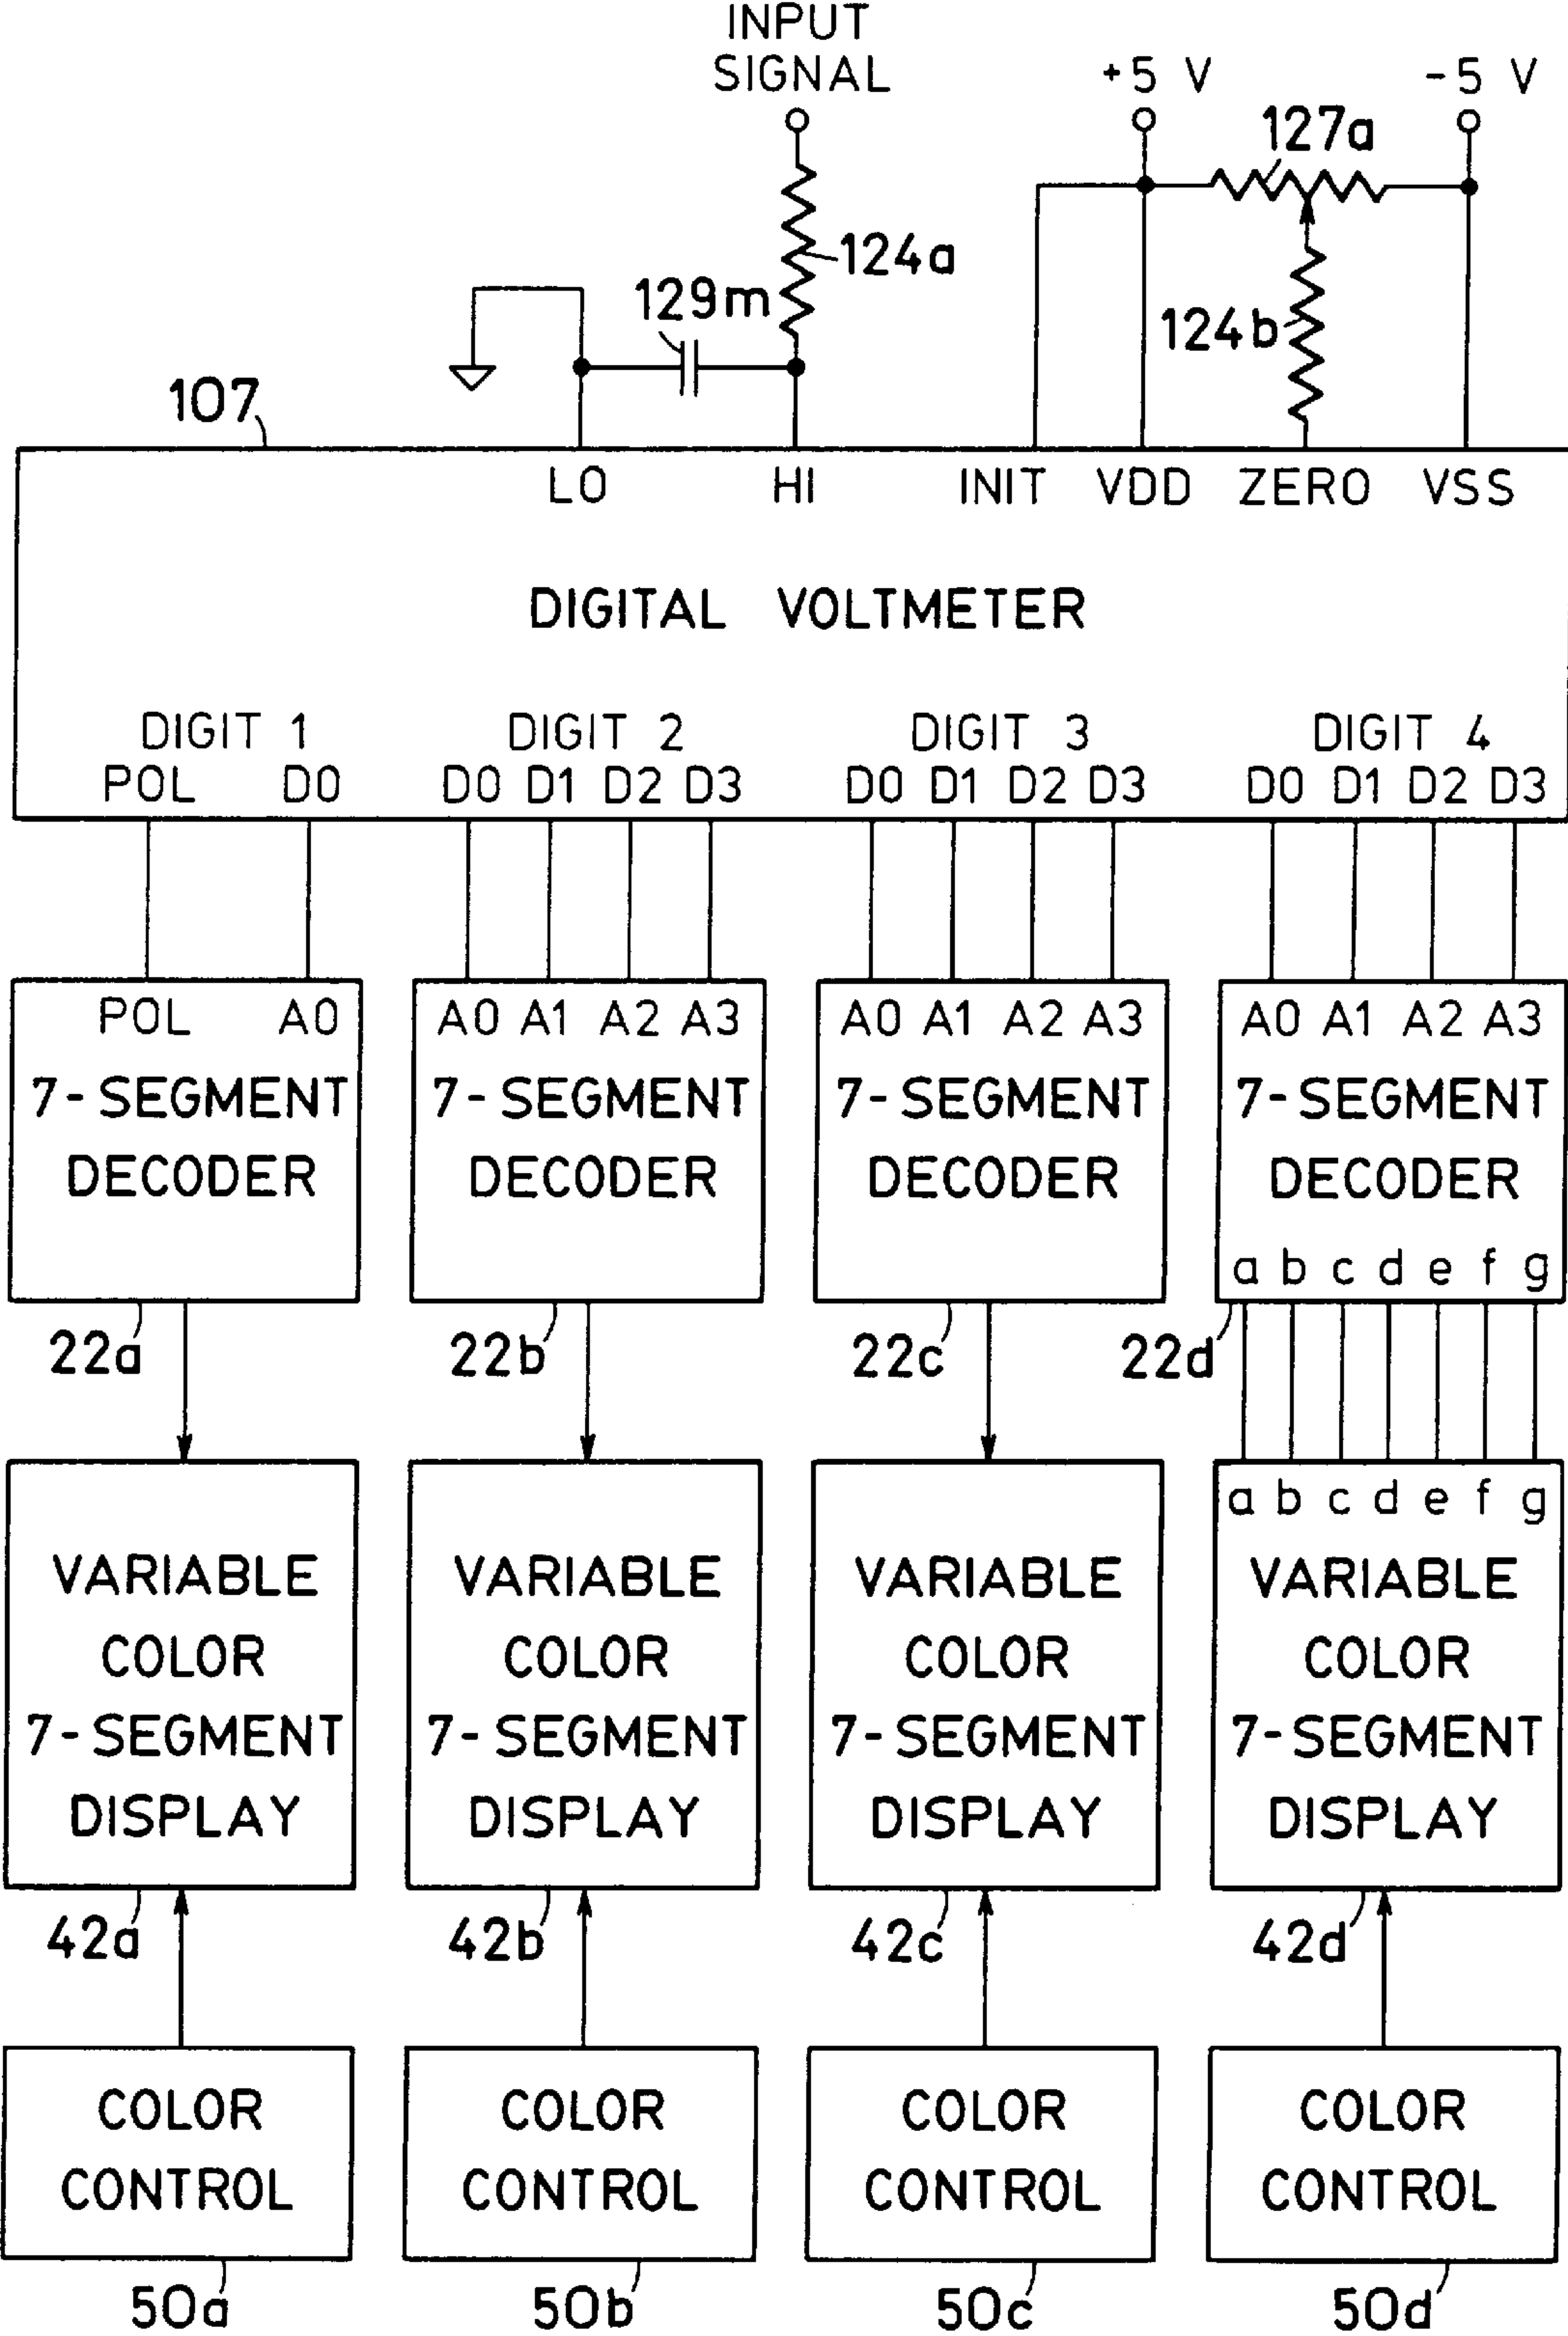 INPUT
SIGNAL
+5 V
-5 V
127a
124a
129m
124b
107
LO HI INIT VDD ZERO VSS
DIGITAL VOLTMETER
DIGIT 1 DIGIT 2 DIGIT 3 DIGIT 4
POL D0 D0 D1 D2 D3 D0 D1 D2 D3 D0 D1 D2 D3
POL A0 A0 A1 A2 A3 A0 A1 A2 A3 A0 A1 A2 A3
7-SEGMENT 7-SEGMENT 7-SEGMENT 7-SEGMENT
DECODER DECODER DECODER DECODER
a b c d e f g
22a 22b 22c 22d
a b c d e f g
VARIABLE VARIABLE VARIABLE VARIABLE
COLOR COLOR COLOR COLOR
7-SEGMENT 7-SEGMENT 7-SEGMENT 7-SEGMENT
DISPLAY DISPLAY DISPLAY DISPLAY
42a 42b 42c 42d
COLOR COLOR COLOR COLOR
CONTROL CONTROL CONTROL CONTROL
50a 50b 50c 50d